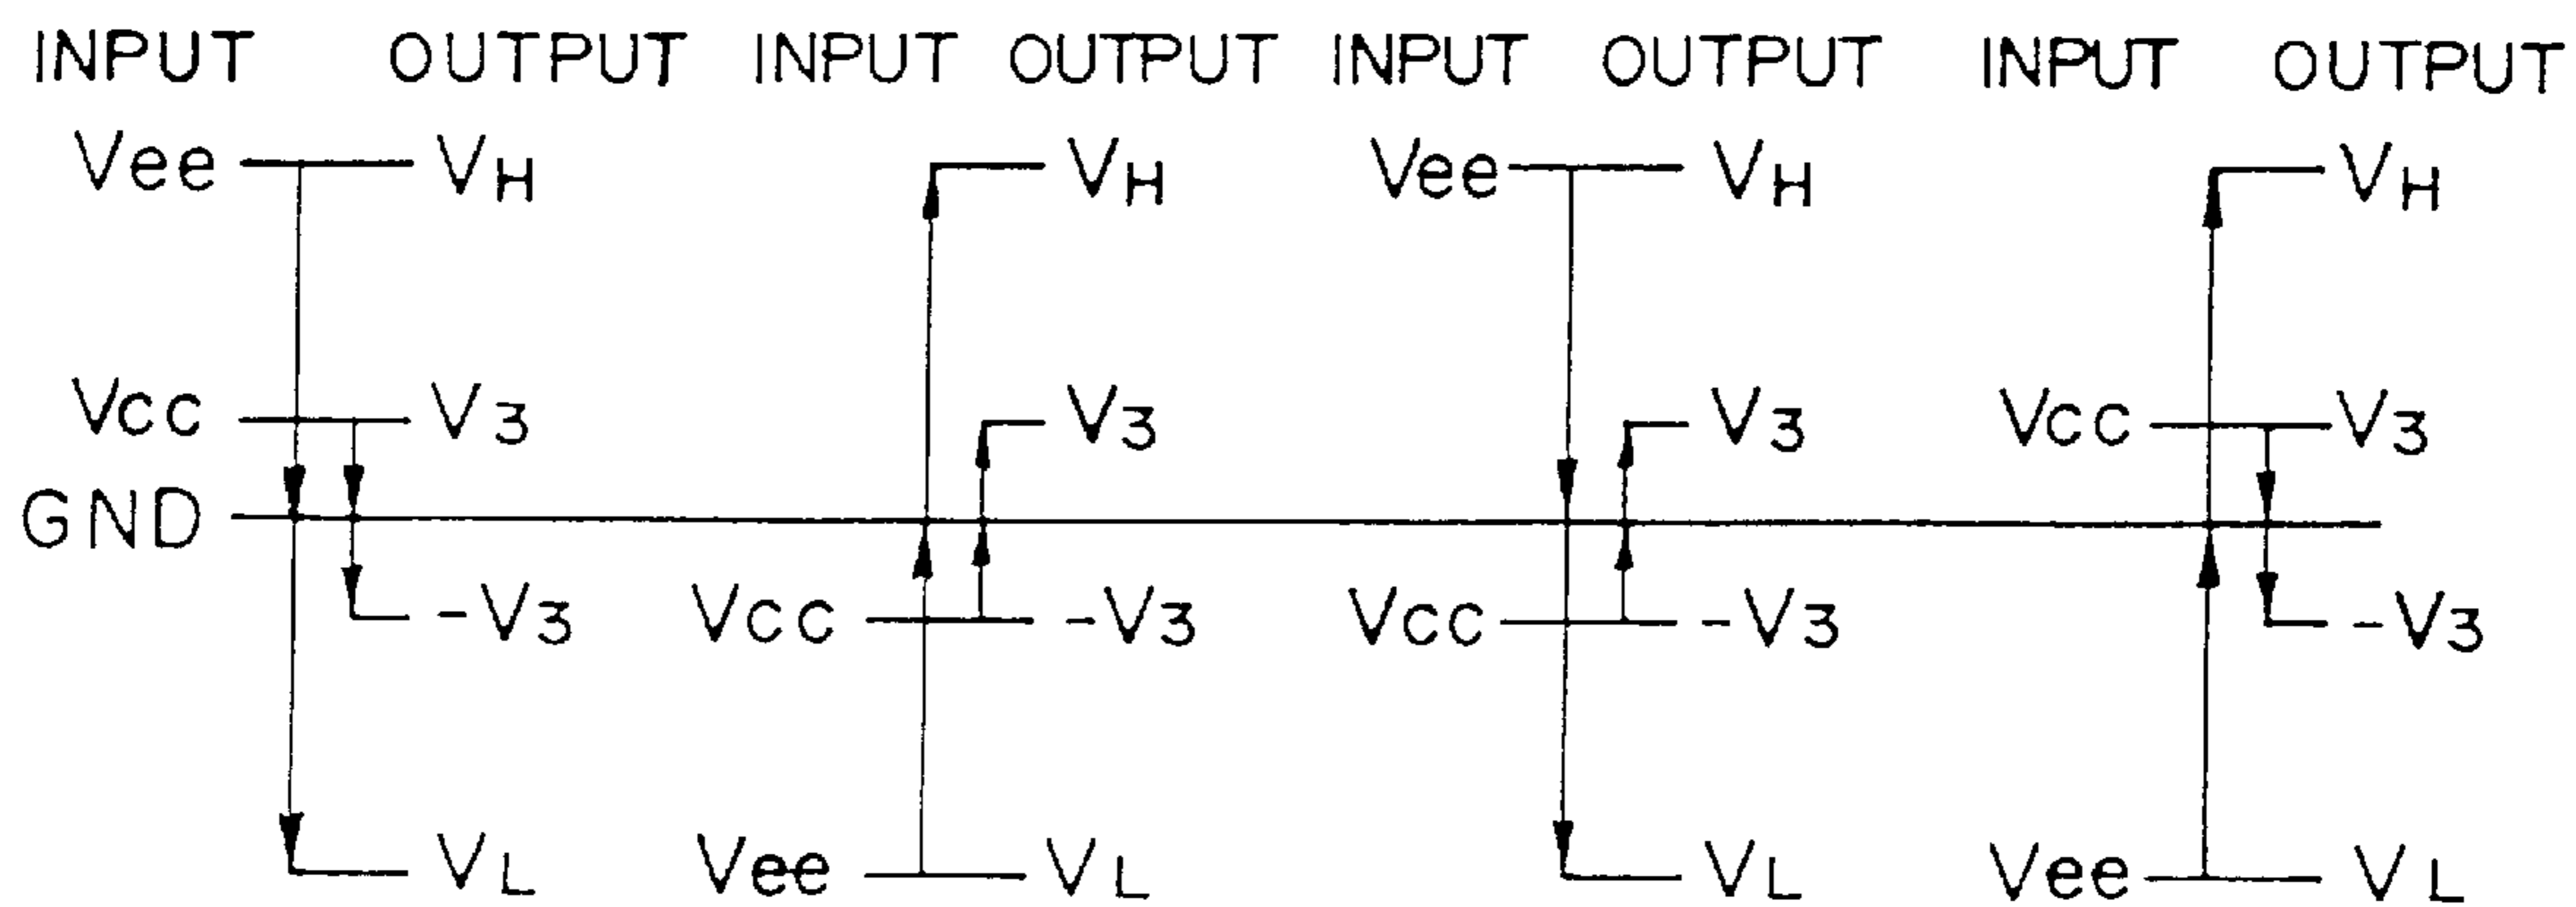 INPUT OUTPUT INPUT OUTPUT INPUT OUTPUT INPUT OUTPUT
Vee VH VH Vee VH VH
Vcc V3 V3 V3 Vcc V3
GND
-V3 Vcc -V3 Vcc -V3 -V3
VL Vee VL VL Vee VL